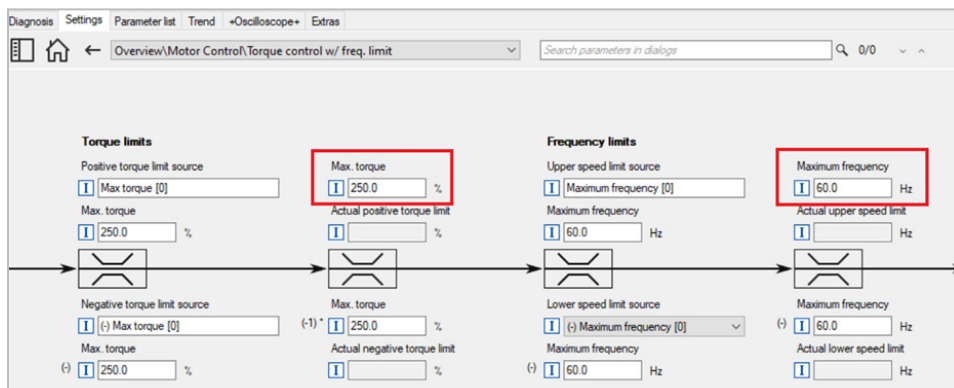 Diagnosis Settings Parameter list Trend +Oscilloscope+ Extras
Overview\Motor Control\Torque control w/ freq. limit Search parameters in dialogs 0/0
Torque limits Frequency limits
Positive torque limit source Max. torque Upper speed limit source Maximum frequency
I Max torque [0] I 250.0 % I Maximum frequency [0] I 60.0 Hz
Max. torque Actual positive torque limit Maximum frequency Actual upper speed limit
I 250.0 % I % I 60.0 Hz I Hz
Negative torque limit source Max. torque Lower speed limit source Maximum frequency
I (-) Max torque [0] (-1) * I 250.0 % I (-) Maximum frequency [0] (-) I 60.0 Hz
Max. torque Actual negative torque limit Maximum frequency Actual lower speed limit
(-) I 250.0 % I % (-) I 60.0 Hz I Hz